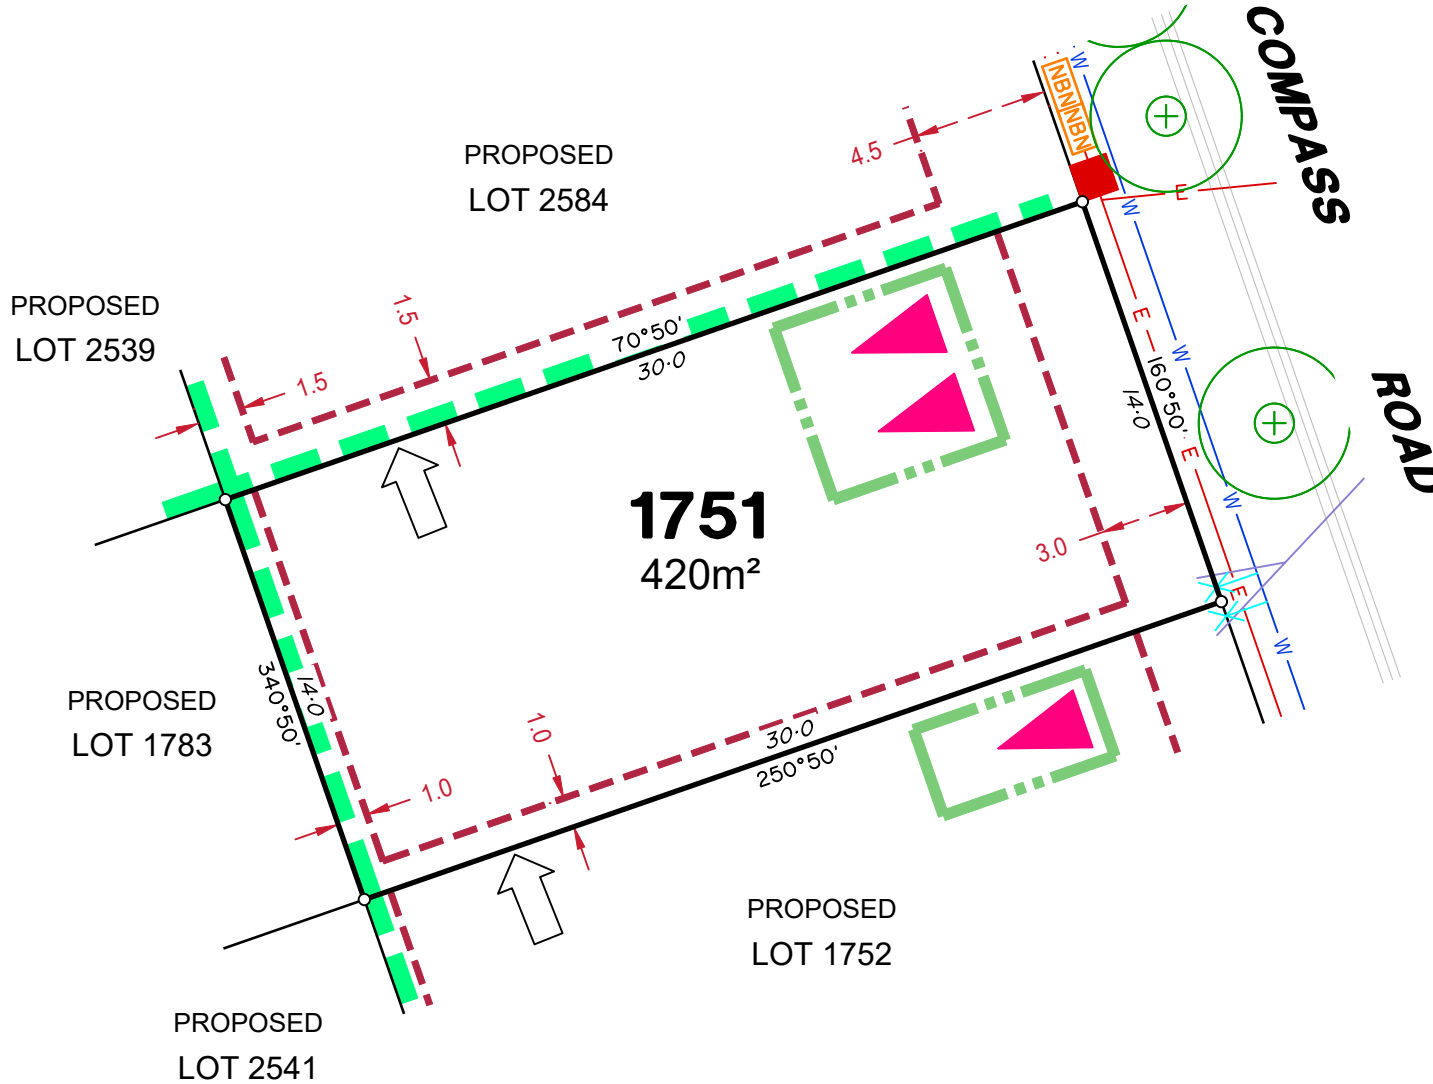 COMPASS
ROAD
W
NBN
NBN
4.5
PROPOSED
LOT 2584
E
W
PROPOSED
LOT 2539
1.5
1.5
70°50'
30·0
E
W
160°50'
14·0
E
W
1751
420m²
3.0
E
W
PROPOSED
LOT 1783
340°50'
14·0
1.0
1.0
30·0
250°50'
PROPOSED
LOT 1752
PROPOSED
LOT 2541